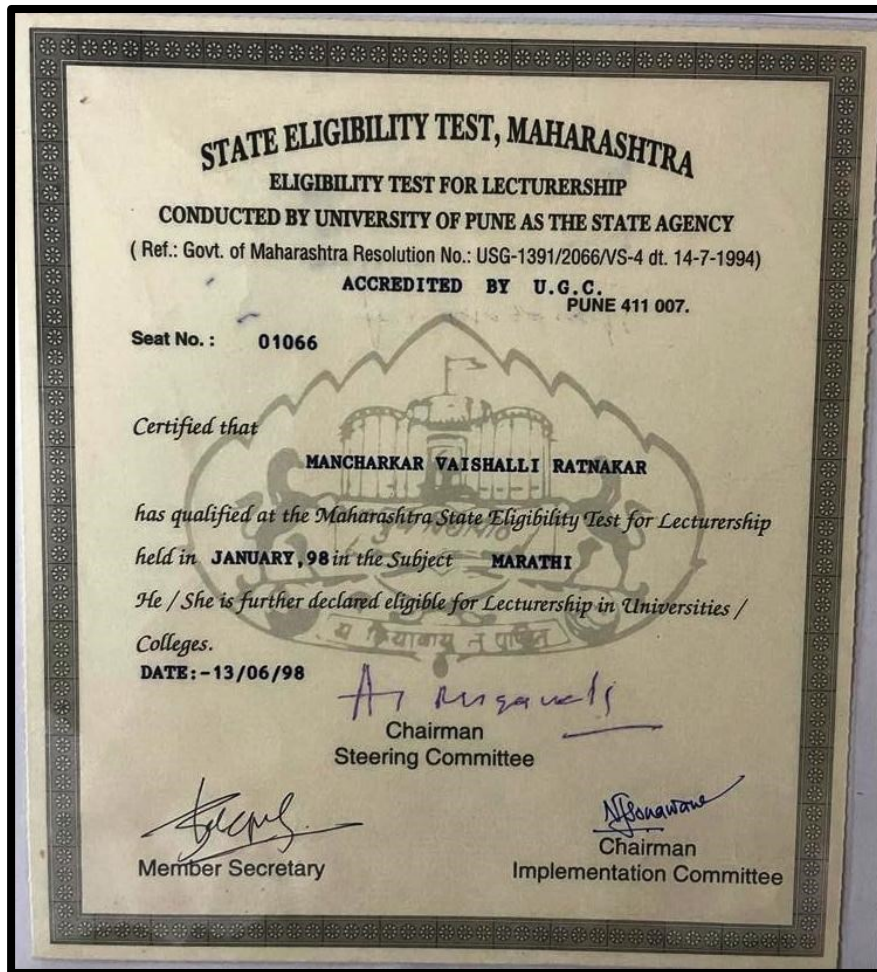 STATE ELIGIBILITY TEST, MAHARASHTRA
ELIGIBILITY TEST FOR LECTURERSHIP
CONDUCTED BY UNIVERSITY OF PUNE AS THE STATE AGENCY
( Ref.: Govt. of Maharashtra Resolution No.: USG-1391/2066/VS-4 dt. 14-7-1994)
ACCREDITED BY U.G.C.
PUNE 411 007.
Seat No. : 01066
Certified that
MANCHARKAR VAISHALLI RATNAKAR
has qualified at the Maharashtra State Eligibility Test for Lecturership
held in JANUARY,98 in the Subject MARATHI
He / She is further declared eligible for Lecturership in Universities /
Colleges.
DATE:-13/06/98
Chairman
Steering Committee
Member Secretary
Chairman
Implementation Committee